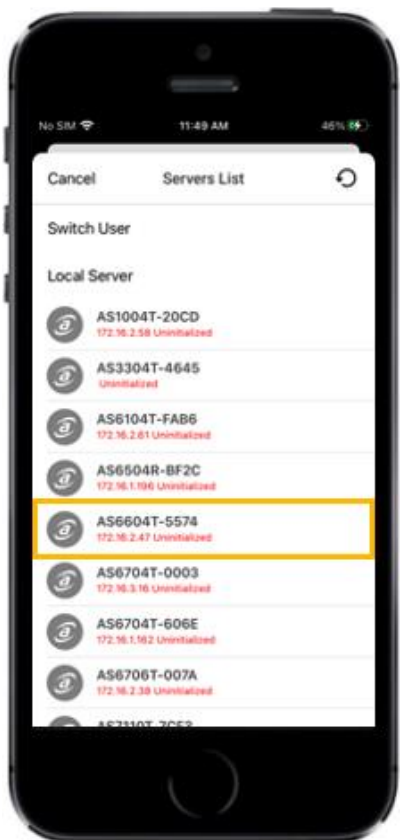 No SIM 11:49 AM 46%
Cancel Servers List
Switch User
Local Server
AS1004T-20CD
172.16.2.58 Uninitialized
AS3304T-4645
Uninitialized
AS6104T-FAB6
172.16.2.61 Uninitialized
AS6504R-BF2C
172.16.1.196 Uninitialized
AS6604T-5574
172.16.2.47 Uninitialized
AS6704T-0003
172.16.3.16 Uninitialized
AS6704T-606E
172.16.1.162 Uninitialized
AS6706T-007A
172.16.2.38 Uninitialized